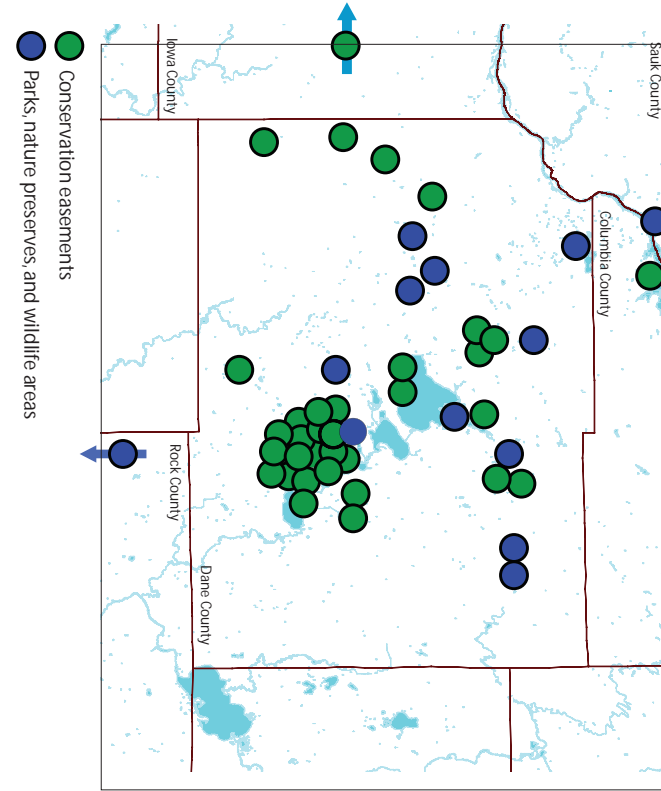 Sauk County
Columbia County
Iowa County
Dane County
Rock County
Conservation easements
Parks, nature preserves, and wildlife areas